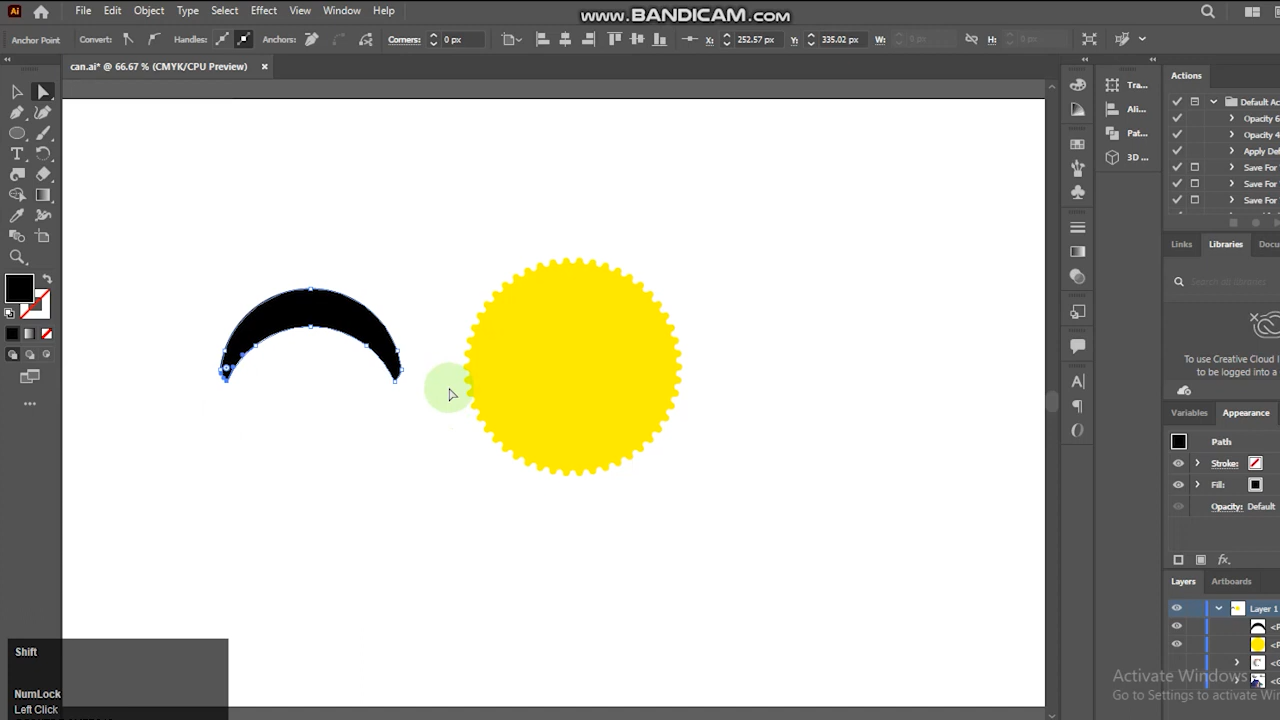 www.BANDICAM.com
Ai File Edit Object Type Select Effect View Window Help
Anchor Point Convert: Handles: Anchors: Corners: 0 px X: 252.57 px Y: 335.02 px W: 0 px H: 0 px
can.ai* @ 66.67 % (CMYK/CPU Preview) ×
Actions
Default Ac
Opacity 6
Opacity 4
Apply Def
Save For
Save For
Save For
Tra...
Ali...
Pat...
3D ...
Links Libraries Docu
Search all Libraries
To use Creative Cloud
to be logged into a
Variables Appearance
Path
Stroke:
Fill:
Opacity: Default
fx
Layers Artboards
Layer 1
<P
<P
<G
<G
Activate Windows
Go to Settings to activate Win
Shift
NumLock
Left Click